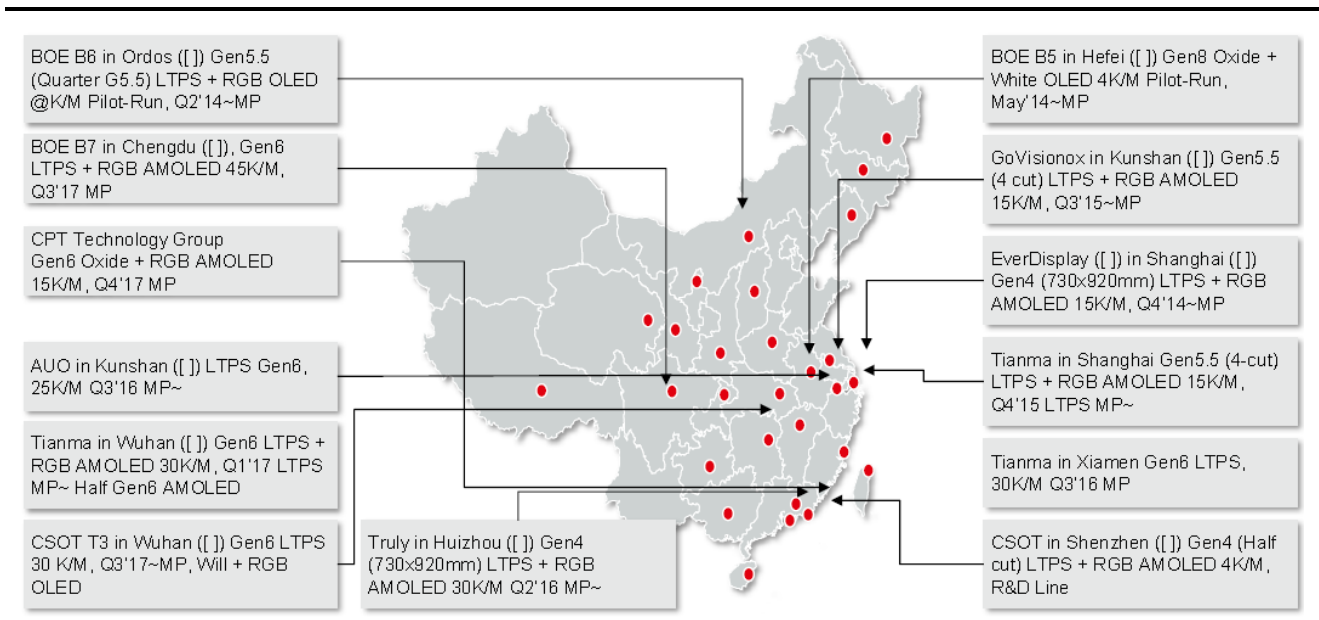 BOE B6 in Ordos ([ ]) Gen5.5
(Quarter G5.5) LTPS + RGB OLED
@K/M Pilot-Run, Q2'14~MP
BOE B7 in Chengdu ([ ]), Gen6
LTPS + RGB AMOLED 45K/M,
Q3'17 MP
CPT Technology Group
Gen6 Oxide + RGB AMOLED
15K/M, Q4'17 MP
AUO in Kunshan ([ ]) LTPS Gen6,
25K/M Q3'16 MP~
Tianma in Wuhan ([ ]) Gen6 LTPS +
RGB AMOLED 30K/M, Q1'17 LTPS
MP~ Half Gen6 AMOLED
CSOT T3 in Wuhan ([ ]) Gen6 LTPS
30 K/M, Q3'17~MP, Will + RGB
OLED
Truly in Huizhou ([ ]) Gen4
(730x920mm) LTPS + RGB
AMOLED 30K/M Q2'16 MP~
BOE B5 in Hefei ([ ]) Gen8 Oxide +
White OLED 4K/M Pilot-Run,
May'14~MP
GoVisionox in Kunshan ([ ]) Gen5.5
(4 cut) LTPS + RGB AMOLED
15K/M, Q3'15~MP
EverDisplay ([ ]) in Shanghai ([ ])
Gen4 (730x920mm) LTPS + RGB
AMOLED 15K/M, Q4'14~MP
Tianma in Shanghai Gen5.5 (4-cut)
LTPS + RGB AMOLED 15K/M,
Q4'15 LTPS MP~
Tianma in Xiamen Gen6 LTPS,
30K/M Q3'16 MP
CSOT in Shenzhen ([ ]) Gen4 (Half
cut) LTPS + RGB AMOLED 4K/M,
R&D Line